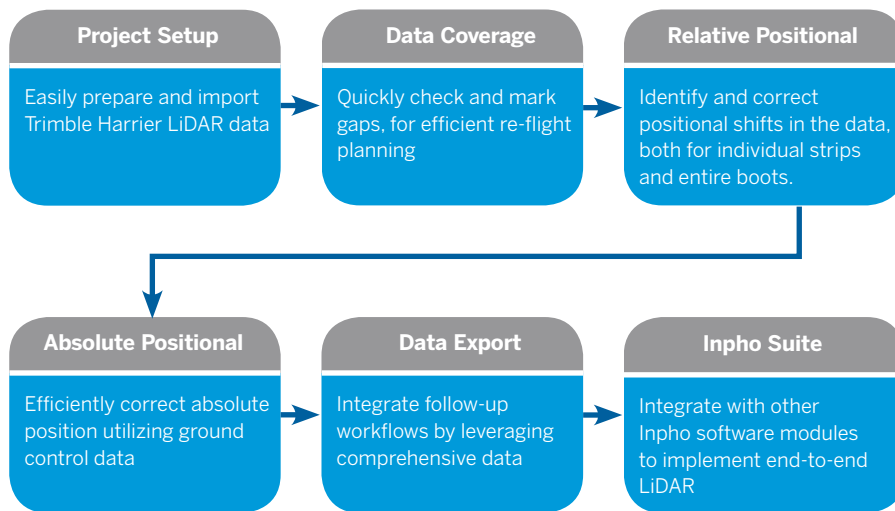 Project Setup
Easily prepare and import
Trimble Harrier LiDAR data
Data Coverage
Quickly check and mark
gaps, for efficient re-flight
planning
Relative Positional
Identify and correct
positional shifts in the data,
both for individual strips
and entire boots.
Absolute Positional
Efficiently correct absolute
position utilizing ground
control data
Data Export
Integrate follow-up
workflows by leveraging
comprehensive data
Inpho Suite
Integrate with other
Inpho software modules
to implement end-to-end
LiDAR